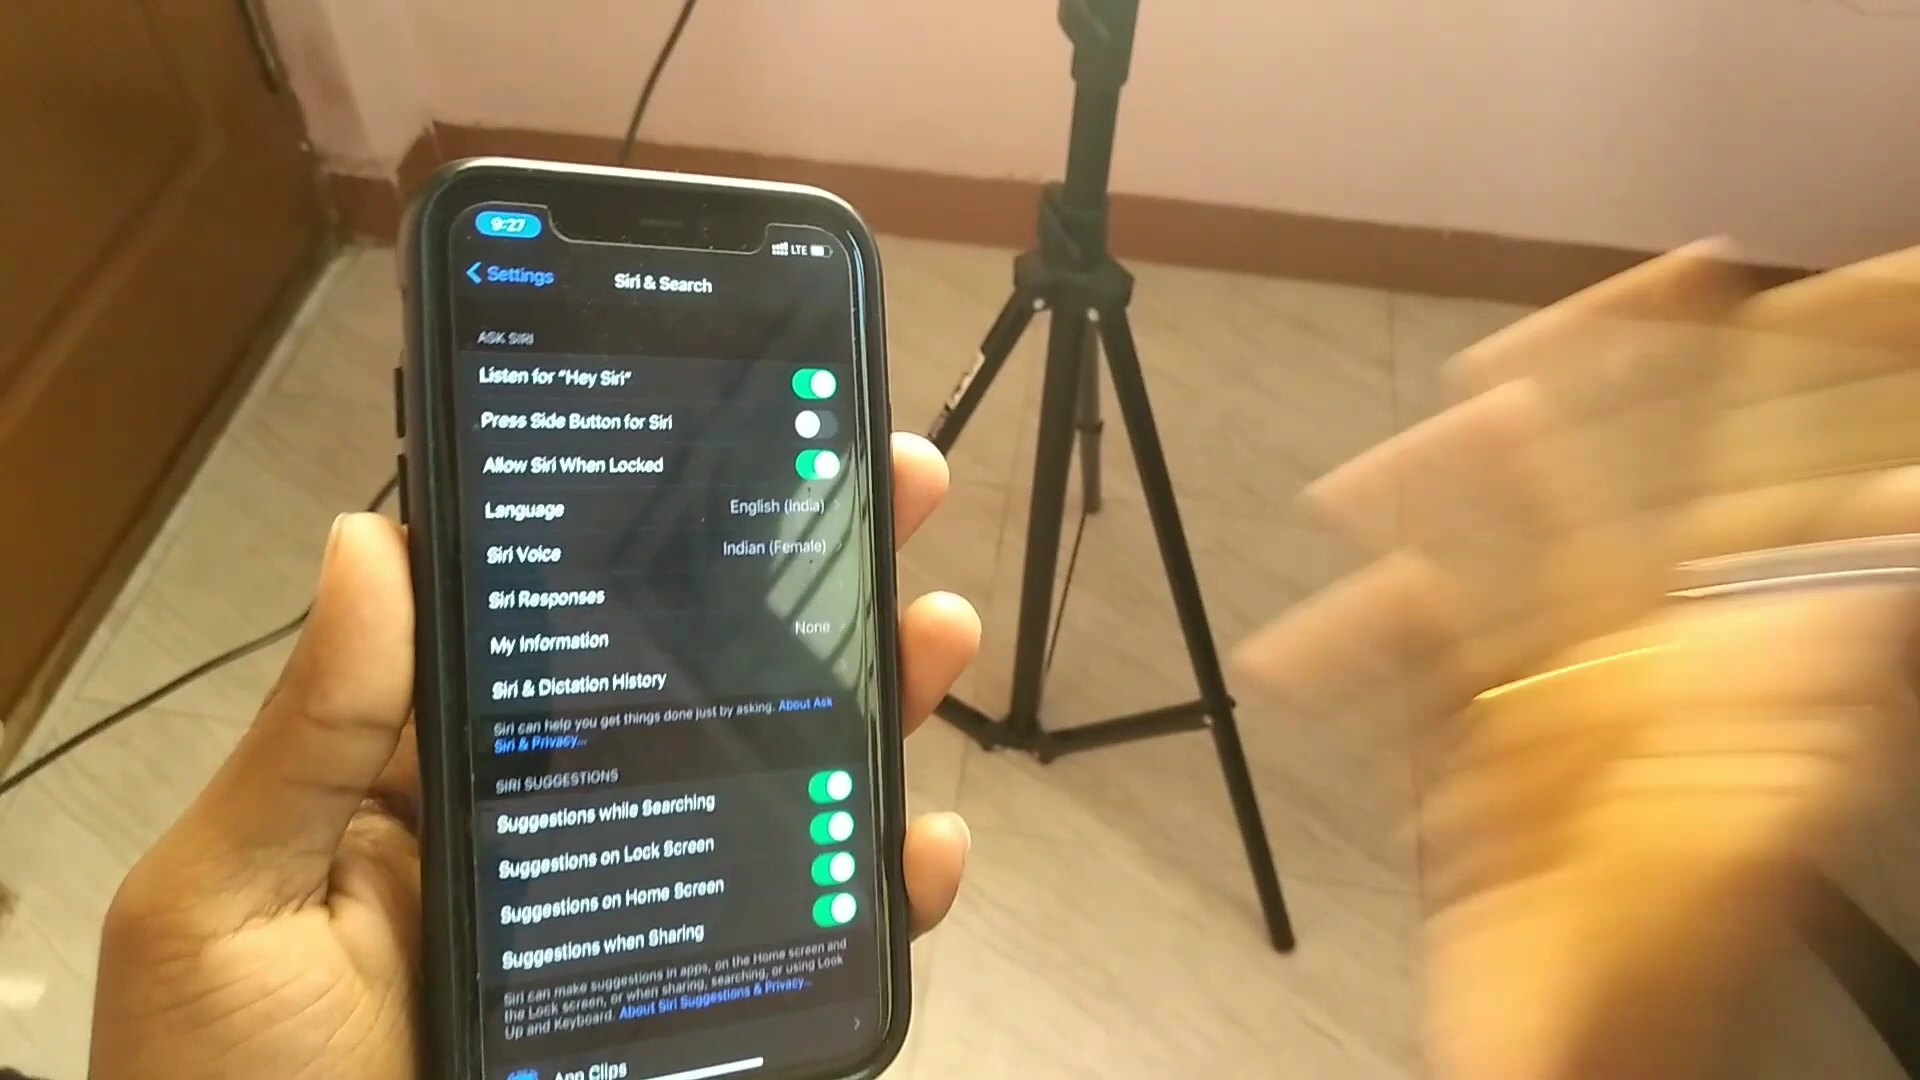 9:27
LTE
Settings
Siri & Search
ASK SIRI
Listen for "Hey Siri"
Press Side Button for Siri
Allow Siri When Locked
Language English (India)
Siri Voice Indian (Female)
Siri Responses
My Information None
Siri & Dictation History
Siri can help you get things done just by asking. About Ask
Siri & Privacy...
SIRI SUGGESTIONS
Suggestions while Searching
Suggestions on Lock Screen
Suggestions on Home Screen
Suggestions when Sharing
Siri can make suggestions in apps, on the Home screen and
the Lock screen, or when sharing, searching, or using Look
Up and Keyboard. About Siri Suggestions & Privacy...
App Clips